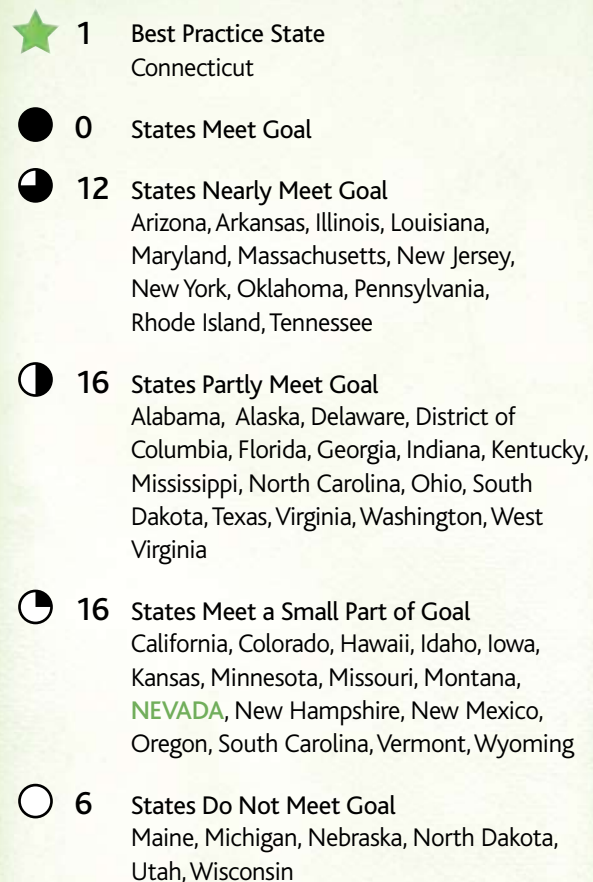 1 Best Practice State
Connecticut
0 States Meet Goal
12 States Nearly Meet Goal
Arizona, Arkansas, Illinois, Louisiana,
Maryland, Massachusetts, New Jersey,
New York, Oklahoma, Pennsylvania,
Rhode Island, Tennessee
16 States Partly Meet Goal
Alabama, Alaska, Delaware, District of
Columbia, Florida, Georgia, Indiana, Kentucky,
Mississippi, North Carolina, Ohio, South
Dakota, Texas, Virginia, Washington, West
Virginia
16 States Meet a Small Part of Goal
California, Colorado, Hawaii, Idaho, Iowa,
Kansas, Minnesota, Missouri, Montana,
NEVADA, New Hampshire, New Mexico,
Oregon, South Carolina, Vermont, Wyoming
6 States Do Not Meet Goal
Maine, Michigan, Nebraska, North Dakota,
Utah, Wisconsin